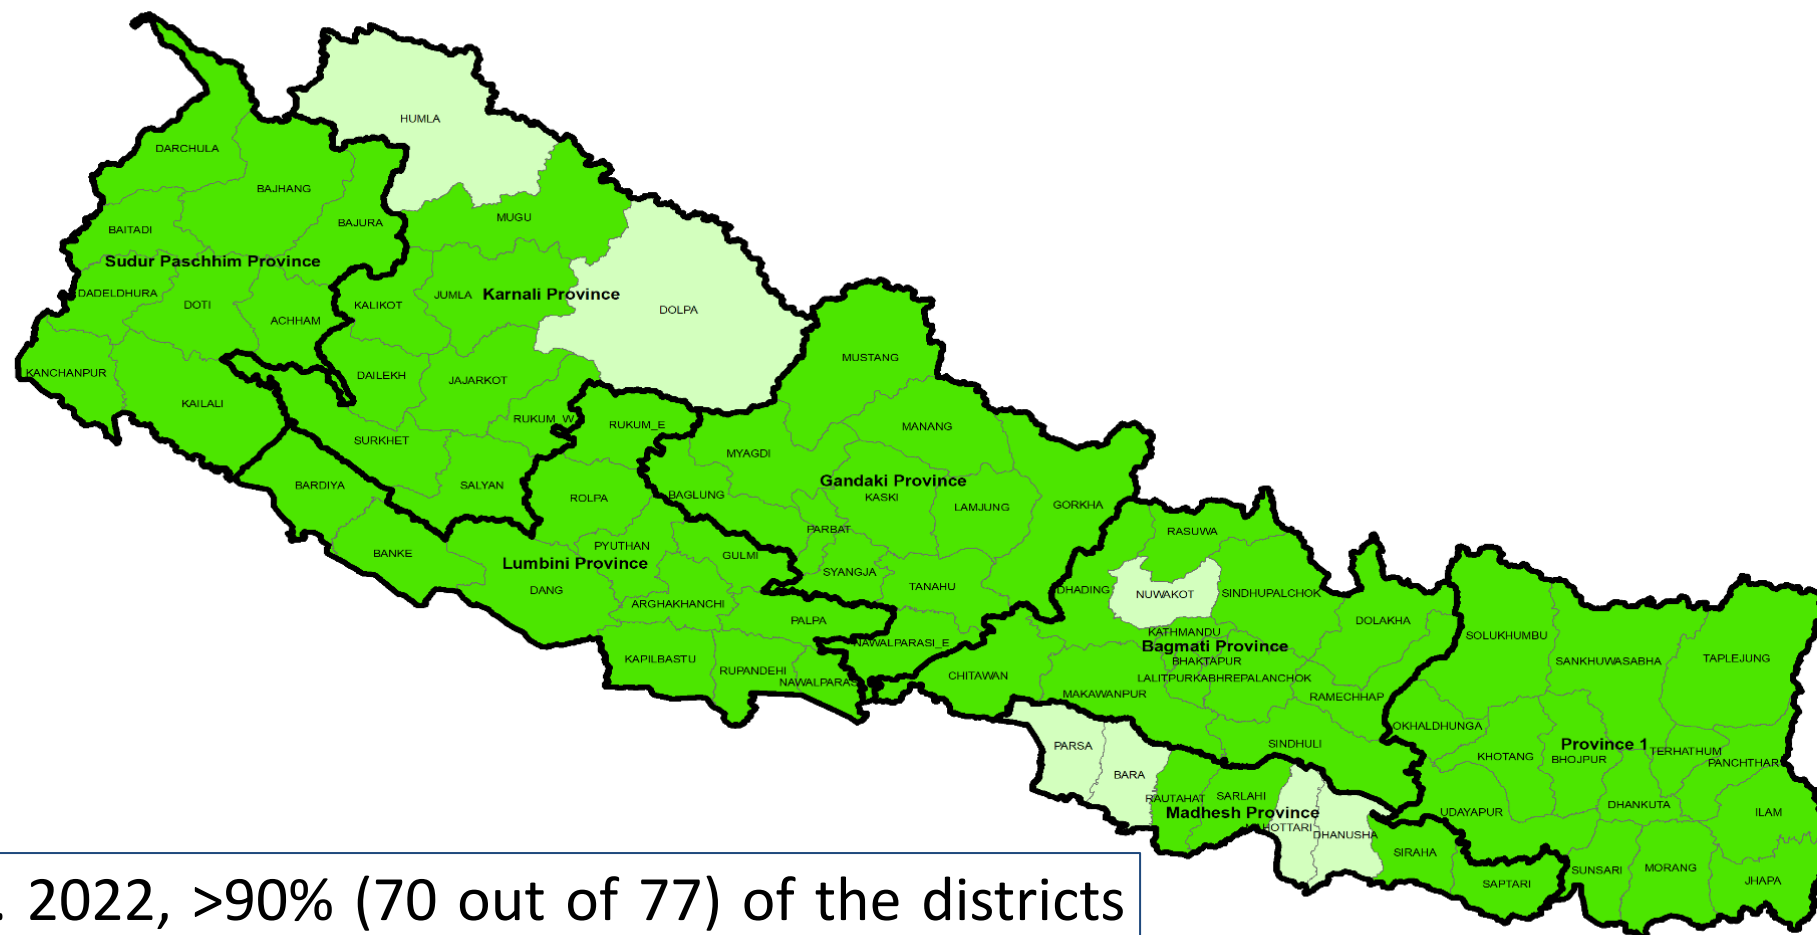 HUMLA
DARCHULA
BAJHANG
MUGU
BAJURA
BAITADI
Sudur Paschhim Province
DADELDHURA
DOTI
ACHHAM
KALIKOT
JUMLA
Karnali Province
DOLPA
KANCHANPUR
KAILALI
DAILEKH
JAJARKOT
RUKUM_W
RUKUM_E
SURKHET
SALYAN
BARDIYA
BANKE
ROLPA
MUSTANG
MANANG
MYAGDI
Gandaki Province
KASKI
BAGLUNG
LAMJUNG
GORKHA
PARBAT
PYUTHAN
GULMI
Lumbini Province
DANG
SYANGJA
TANAHU
ARGHAKHANCHI
PALPA
KAPILBASTU
RUPANDEHI
NAWALPARAS
NAWALPARASI_E
RASUWA
DHADING
NUWAKOT
SINDHUPALCHOK
KATHMANDU
Bagmati Province
BHAKTAPUR
LALITPUR
KABHREPALANCHOK
DOLAKHA
CHITAWAN
MAKAWANPUR
RAMECHHAP
SINDHULI
PARSA
BARA
RAUTAHAT
SARLAHI
Madhesh Province
HOTTARI
DHANUSHA
SIRAHA
SAPTARI
SOLUKHUMBU
SANKHUWASABHA
TAPLEJUNG
OKHALDHUNGA
KHOTANG
Province 1
BHOJPUR
TERHATHUM
PANCHTHAR
UDAYAPUR
DHANKUTA
ILAM
SUNSARI
MORANG
JHAPA
. 2022, >90% (70 out of 77) of the districts